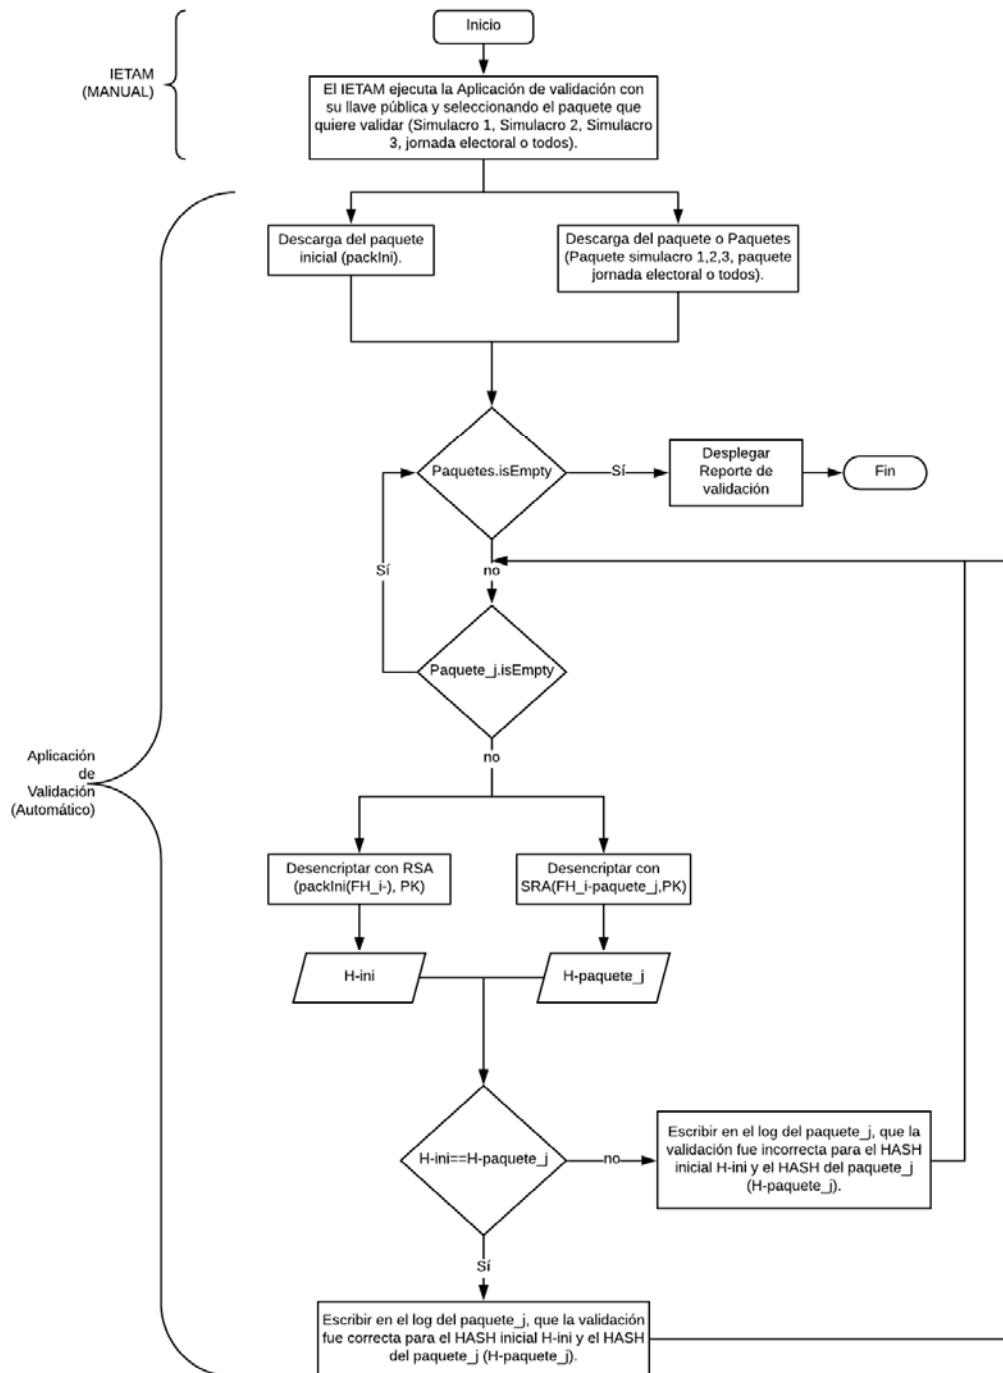 Inicio
IETAM
(MANUAL)
El IETAM ejecuta la Aplicación de validación con
su llave pública y seleccionando el paquete que
quiere validar (Simulacro 1, Simulacro 2, Simulacro
3, jornada electoral o todos).
Descarga del paquete
inicial (packIni).
Descarga del paquete o Paquetes
(Paquete simulacro 1,2,3, paquete
jornada electoral o todos).
Paquetes.isEmpty
Sí
Desplegar
Reporte de
validación
Fin
Sí
no
Paquete_j.isEmpty
no
Aplicación
de
Validación
(Automático)
Desencriptar con RSA
(packIni(FH_i-), PK)
Desencriptar con
SRA(FH_i-paquete_j,PK)
H-ini
H-paquete_j
H-ini==H-paquete_j
no
Escribir en el log del paquete_j, que la
validación fue incorrecta para el HASH
inicial H-ini y el HASH del paquete_j
(H-paquete_j).
Sí
Escribir en el log del paquete_j, que la validación
fue correcta para el HASH inicial H-ini y el HASH
del paquete_j (H-paquete_j).